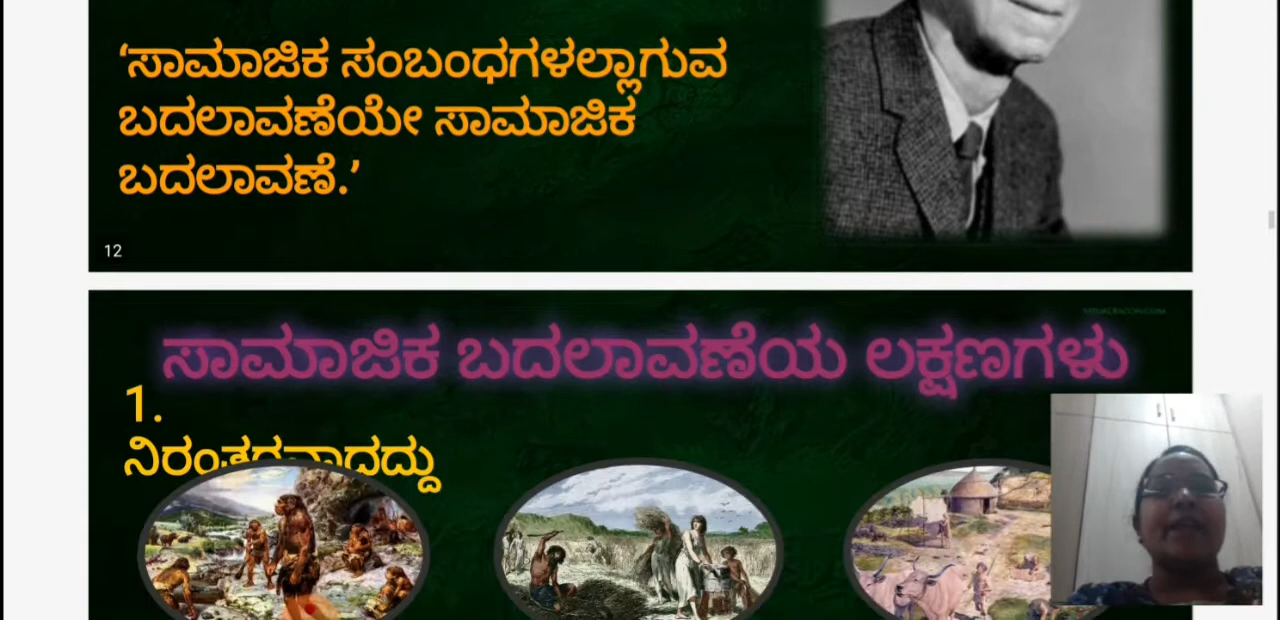 ‘ಸಾಮಾಜಿಕ ಸಂಬಂಧಗಳಲ್ಲಾಗುವ
ಬದಲಾವಣೆಯೇ ಸಾಮಾಜಿಕ
ಬದಲಾವಣೆ.’
12
ಸಾಮಾಜಿಕ ಬದಲಾವಣೆಯ ಲಕ್ಷಣಗಳು
1.
ನಿರಂತರವಾದದ್ದು